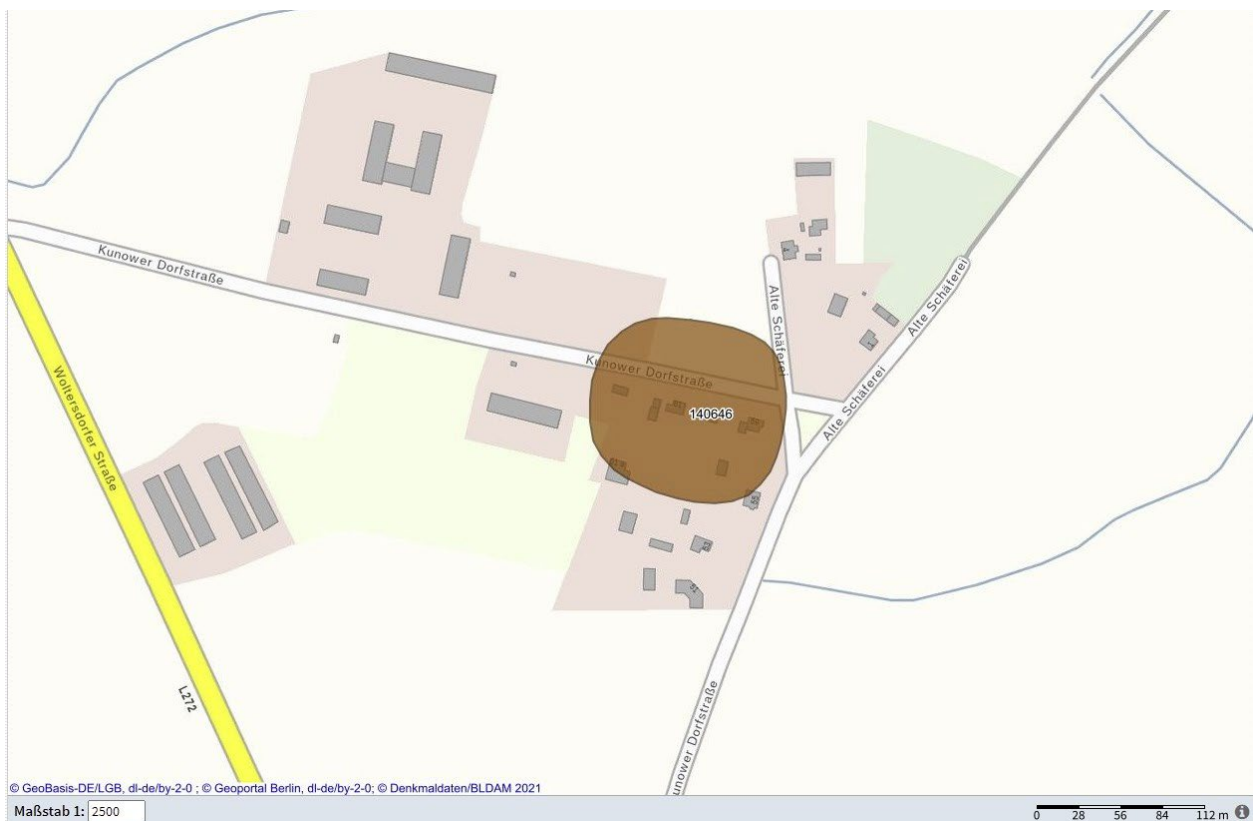 Kunower Dorfstraße
Alte Schäferei
Alte Schäferei
Kunower Dorfstraße
140646
Alte Schäferei
Woltersdorfer Straße
L272
Kunower Dorfstraße
© GeoBasis-DE/LGB, dl-de/by-2-0 ; © Geoportal Berlin, dl-de/by-2-0; © Denkmaldaten/BLDAM 2021
Maßstab 1: 2500
0 28 56 84 112 m